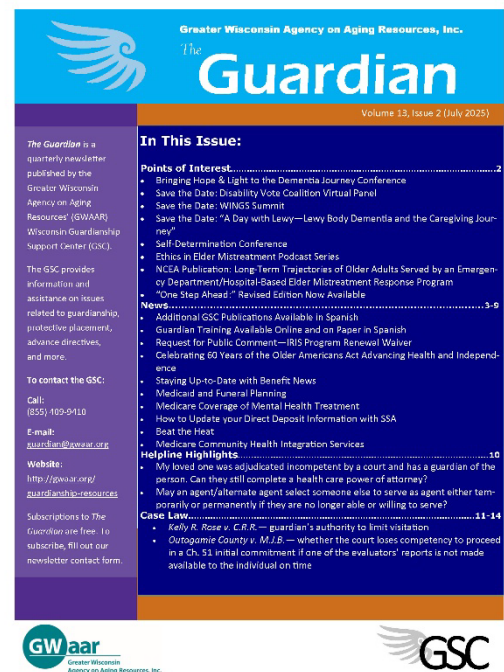 Greater Wisconsin Agency on Aging Resources, Inc.
The
Guardian
Volume 13, Issue 2 (July 2025)
The Guardian is a
quarterly newsletter
published by the
Greater Wisconsin
Agency on Aging
Resources' (GWAAR)
Wisconsin Guardianship
Support Center (GSC).
The GSC provides
information and
assistance on issues
related to guardianship,
protective placement,
advance directives,
and more.
To contact the GSC:
Call:
(855) 409-9410
E-mail:
guardian@gwaar.org
Website:
http://gwaar.org/
guardianship-resources
Subscriptions to The
Guardian are free. To
subscribe, fill out our
newsletter contact form.
In This Issue:
Points of Interest..........2
• Bringing Hope & Light to the Dementia Journey Conference
• Save the Date: Disability Vote Coalition Virtual Panel
• Save the Date: WINGS Summit
• Save the Date: "A Day with Lewy—Lewy Body Dementia and the Caregiving Jour-
ney"
• Self-Determination Conference
• Ethics in Elder Mistreatment Podcast Series
• NCEA Publication: Long-Term Trajectories of Older Adults Served by an Emergen-
cy Department/Hospital-Based Elder Mistreatment Response Program
• "One Step Ahead:" Revised Edition Now Available
News..........3-9
• Additional GSC Publications Available in Spanish
• Guardian Training Available Online and on Paper in Spanish
• Request for Public Comment—IRIS Program Renewal Waiver
• Celebrating 60 Years of the Older Americans Act Advancing Health and Independ-
ence
• Staying Up-to-Date with Benefit News
• Medicaid and Funeral Planning
• Medicare Coverage of Mental Health Treatment
• How to Update your Direct Deposit Information with SSA
• Beat the Heat
• Medicare Community Health Integration Services
Helpline Highlights..........10
• My loved one was adjudicated incompetent by a court and has a guardian of the
person. Can they still complete a health care power of attorney?
• May an agent/alternate agent select someone else to serve as agent either tem-
porarily or permanently if they are no longer able or willing to serve?
Case Law..........11-14
• Kelly R. Rose v. C.R.R.— guardian's authority to limit visitation
• Outagamie County v. M.J.B.— whether the court loses competency to proceed
in a Ch. 51 initial commitment if one of the evaluators' reports is not made
available to the individual on time
GWaar
Greater Wisconsin
Agency on Aging Resources, Inc.
GSC